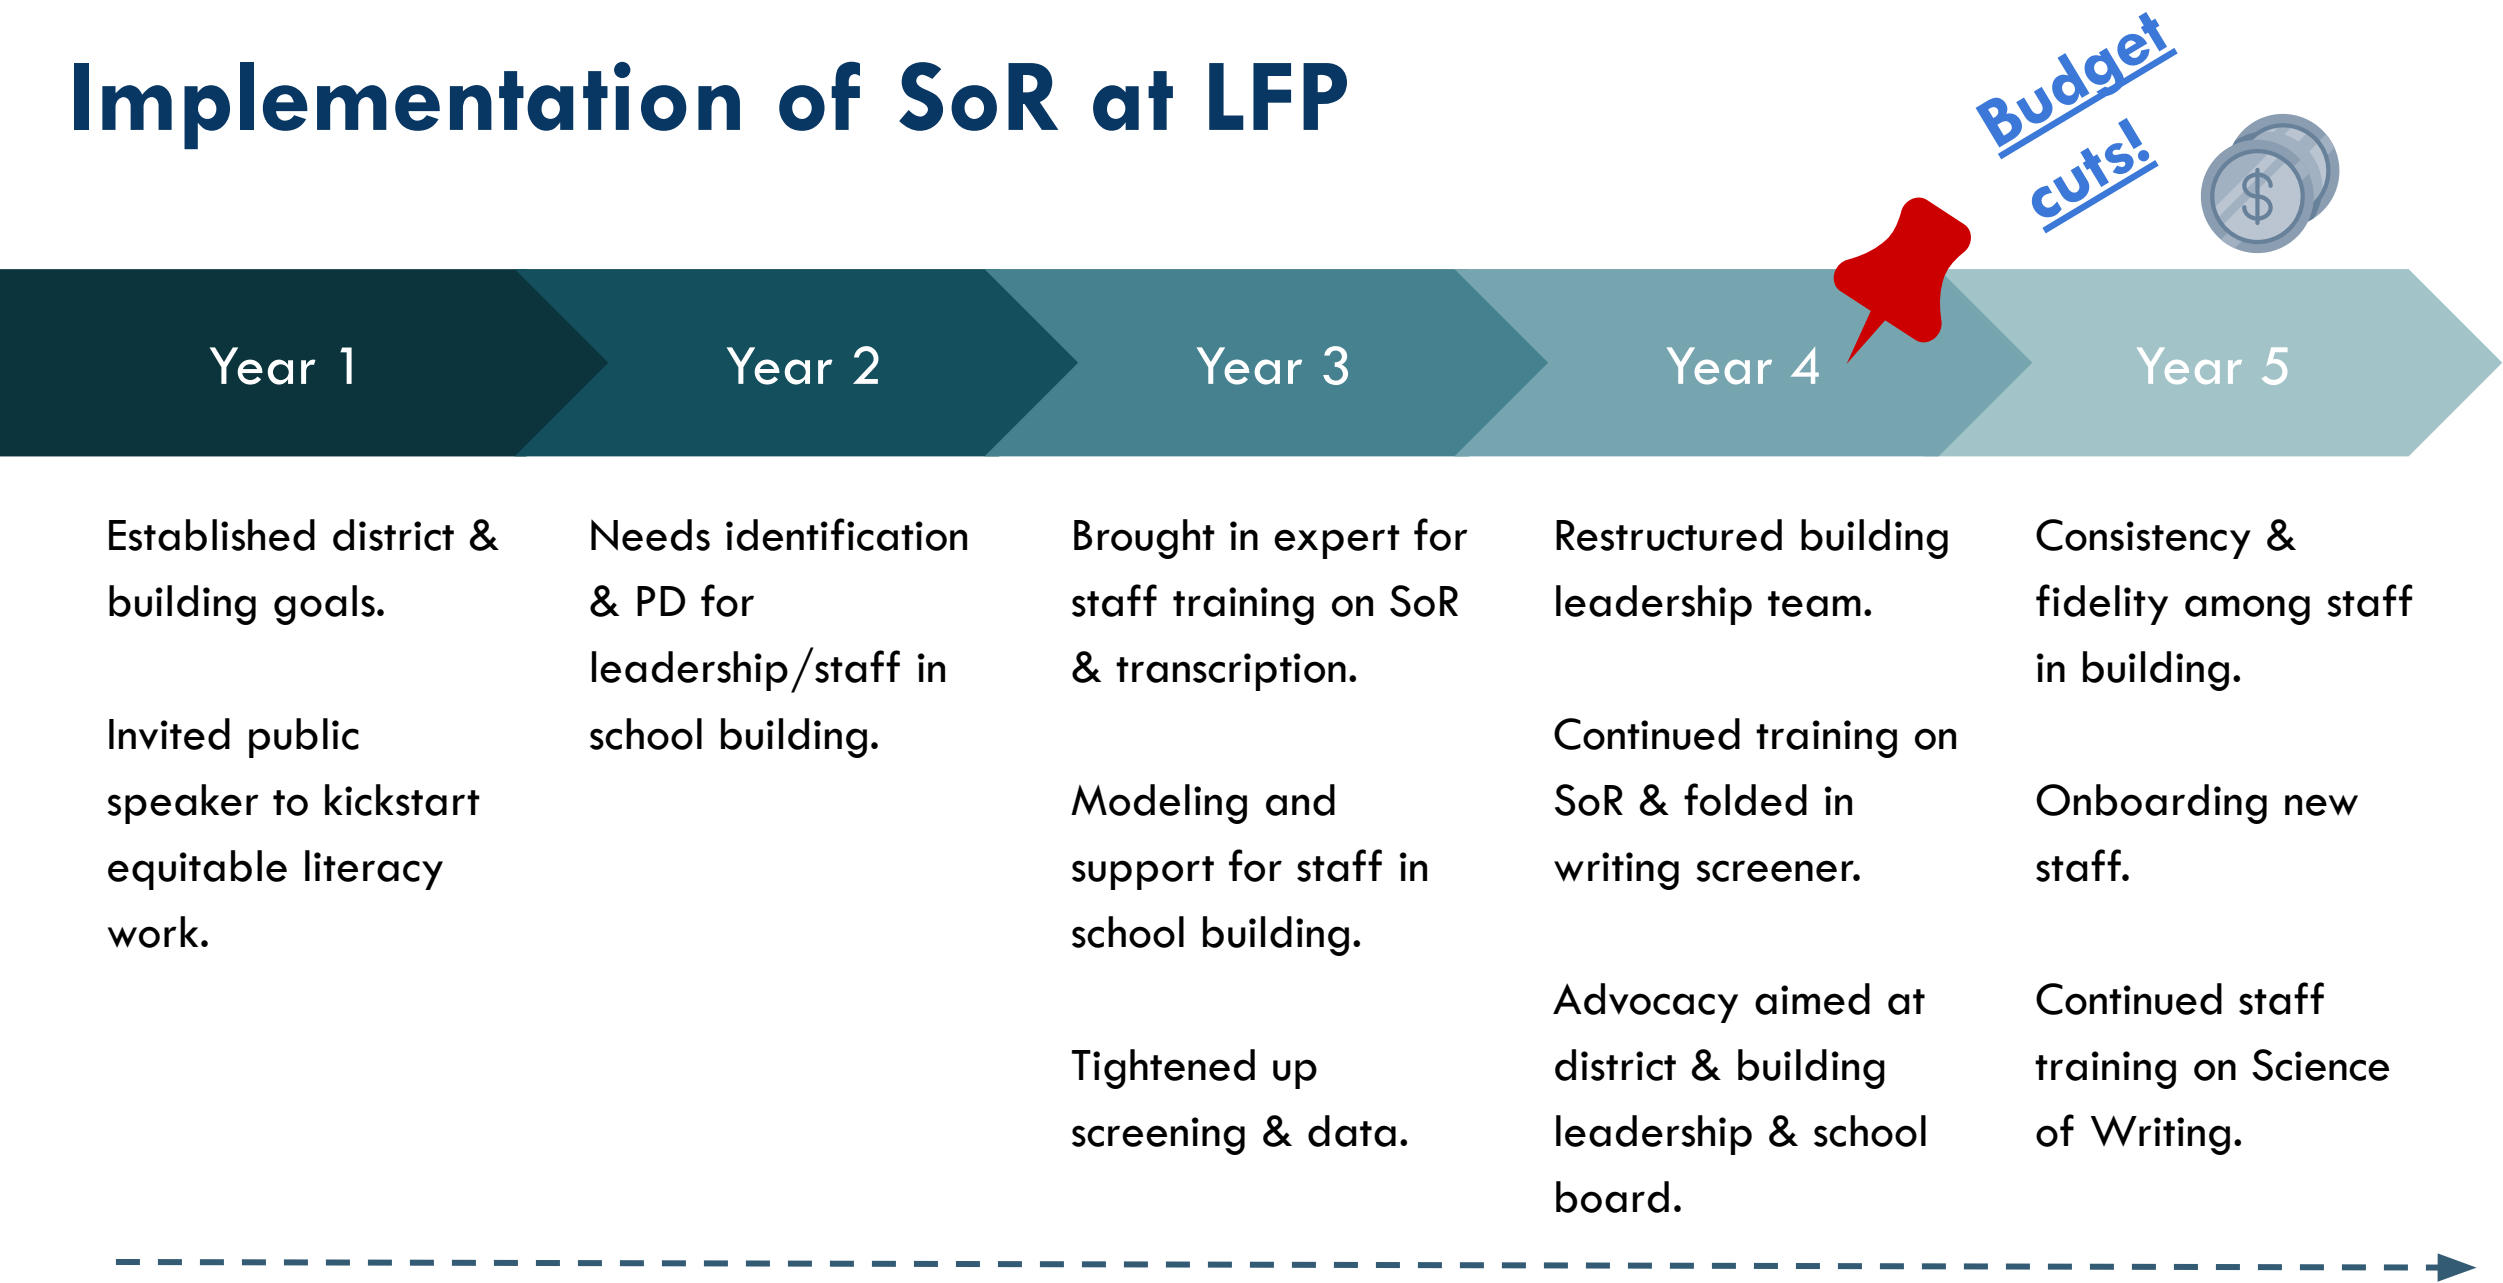 Implementation of SoR at LFP
Budget
cuts!
Year 1
Year 2
Year 3
Year 4
Year 5
Established district &
building goals.
Invited public
speaker to kickstart
equitable literacy
work.
Needs identification
& PD for
leadership/staff in
school building.
Brought in expert for
staff training on SoR
& transcription.
Modeling and
support for staff in
school building.
Tightened up
screening & data.
Restructured building
leadership team.
Continued training on
SoR & folded in
writing screener.
Advocacy aimed at
district & building
leadership & school
board.
Consistency &
fidelity among staff
in building.
Onboarding new
staff.
Continued staff
training on Science
of Writing.
$